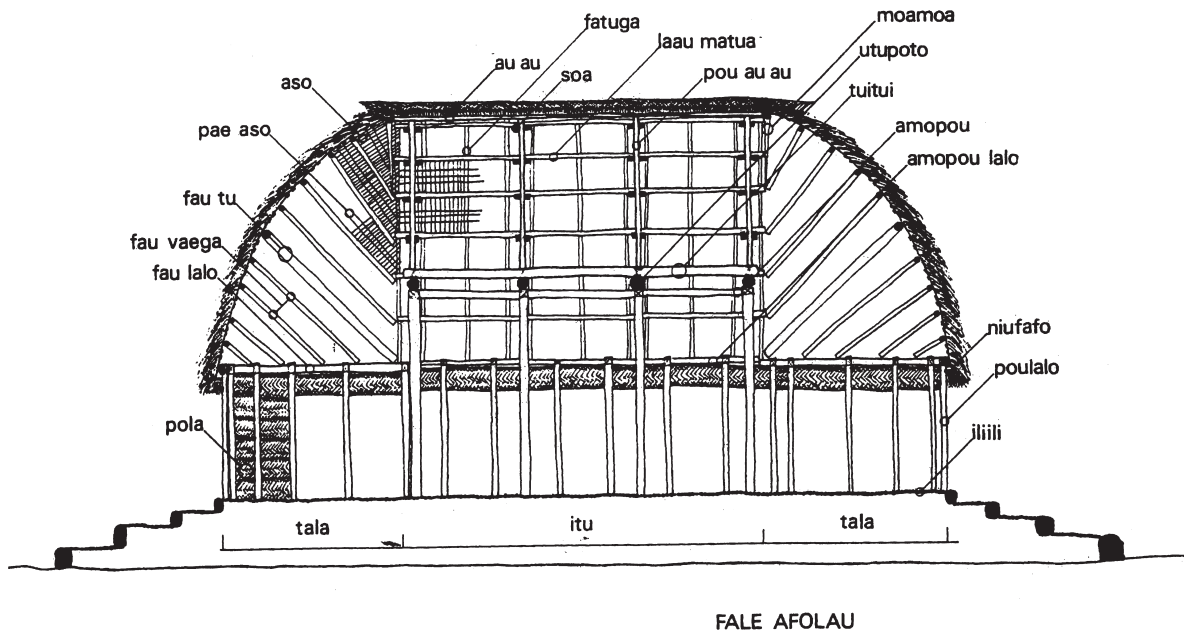 moamoa
fatuga
utupoto
laau matua
au au
soa
pou au au
tuitui
aso
amopou
pae aso
amopou lalo
fau tu
fau vaega
fau lalo
niufafo
poulalo
pola
iliili
tala
itu
tala
FALE AFOLAU